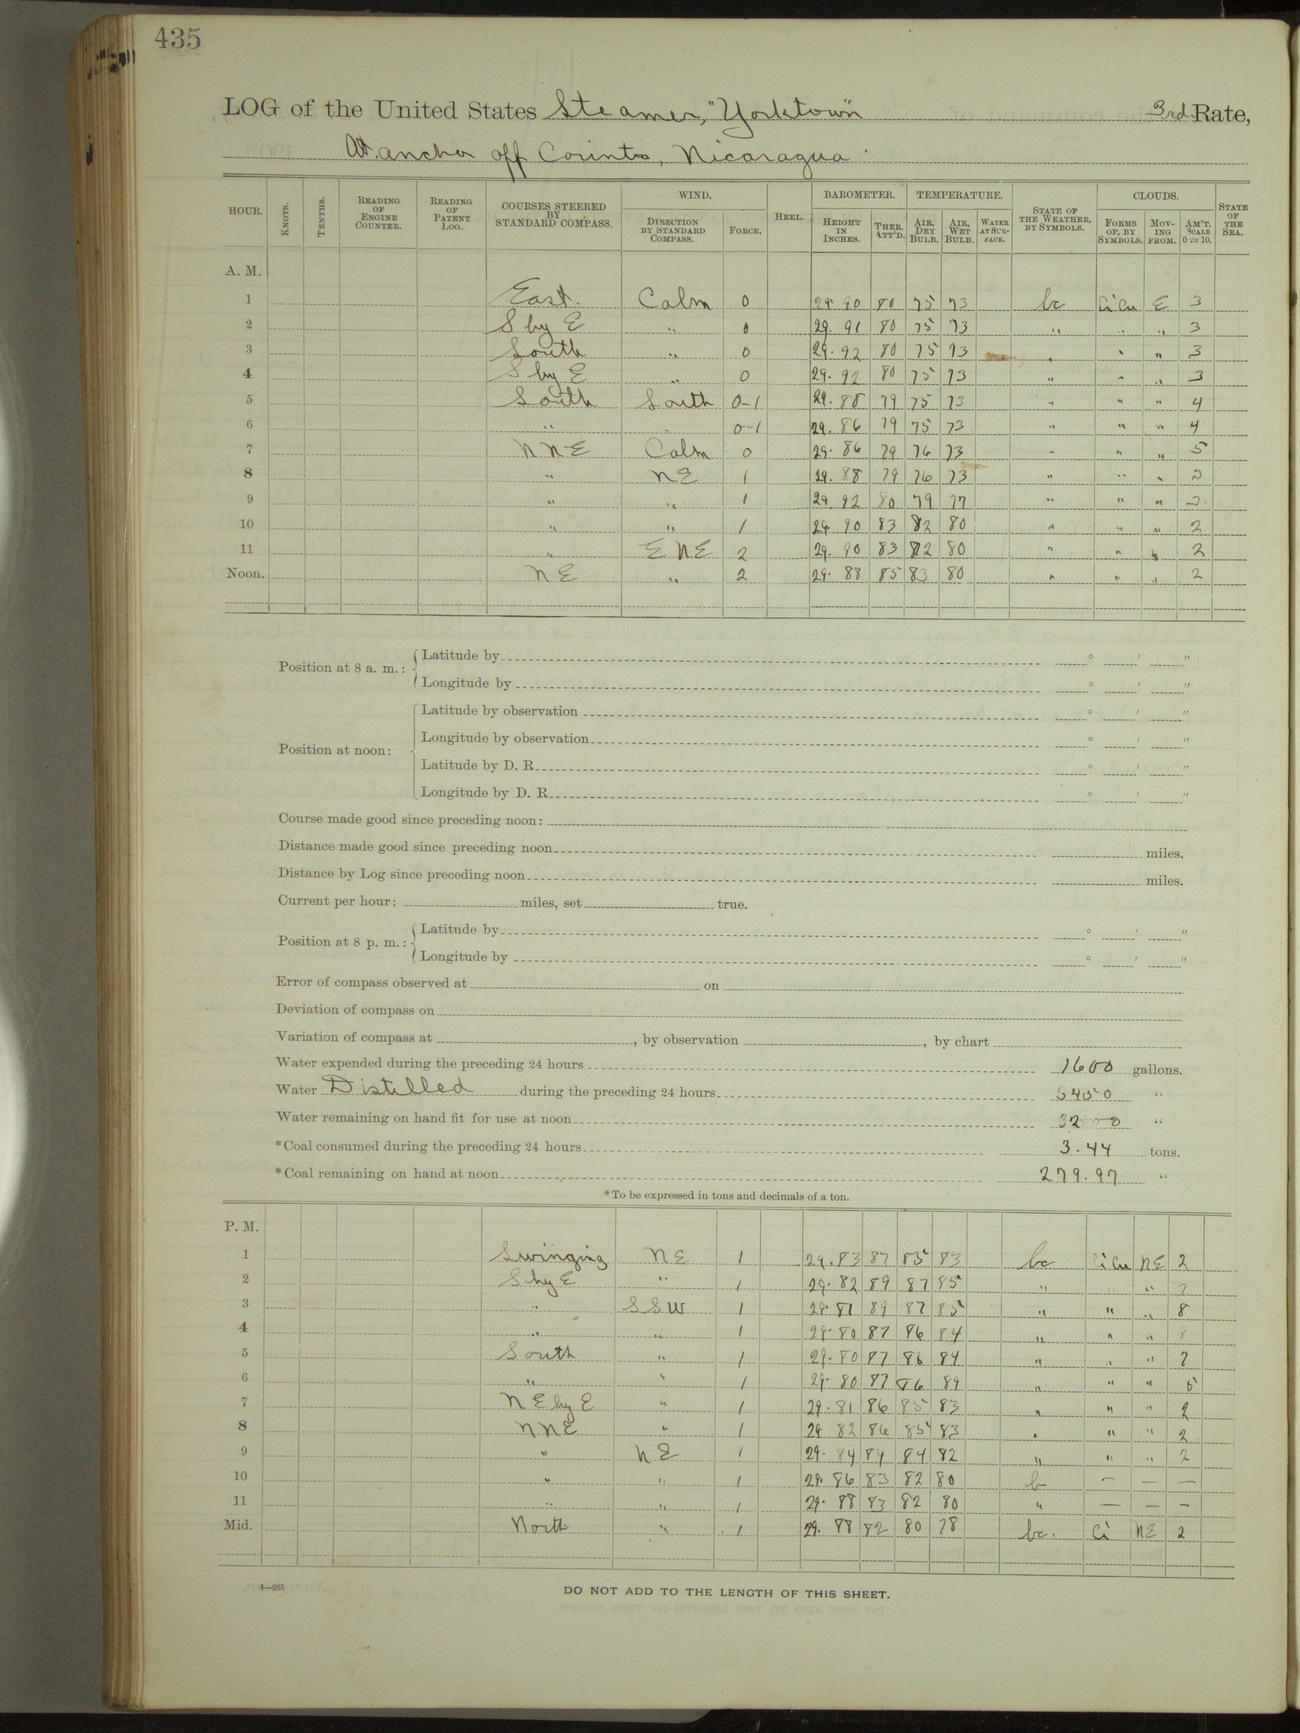 435
LOG of the United States Steamer, "Yorktown" 3rd Rate,
At anchor off Corinto, Nicaragua.
HOUR. KNOTS. TENTHS. READING OF ENGINE COUNTER. READING OF PATENT LOG. COURSES STEERED BY STANDARD COMPASS. WIND. DIRECTION BY STANDARD COMPASS. FORCE. HEEL. BAROMETER. HEIGHT IN INCHES. THER. ATT'D. TEMPERATURE. AIR, DRY BULB. AIR, WET BULB. WATER AT SURFACE. STATE OF THE WEATHER, BY SYMBOLS. CLOUDS. FORMS OF, BY SYMBOLS. MOVING FROM. AM'T. SCALE 0 TO 10. STATE OF THE SEA.
A. M.
1 East. Calm 0 29.90 80 75 73 bc Ci Cu E 3
2 S by E " 0 29.91 80 75 73 " " " 3
3 South " 0 29.92 80 75 73 " " " 3
4 S by E " 0 29.92 80 75 73 " " " 3
5 South South 0-1 29.88 79 75 73 " " " 4
6 " " 0-1 29.86 79 75 73 " " " 4
7 N N E Calm 0 29.86 79 76 73 " " " 5
8 " N E 1 29.88 79 76 73 " " " 2
9 " " 1 29.92 80 79 77 " " " 2
10 " " 1 29.90 83 82 80 " " " 2
11 " E N E 2 29.90 83 82 80 " " " 2
Noon. N E " 2 29.88 85 83 80 " " " 2
Position at 8 a. m.: Latitude by ° ' "
Longitude by ° ' "
Position at noon: Latitude by observation ° ' "
Longitude by observation ° ' "
Latitude by D. R. ° ' "
Longitude by D. R. ° ' "
Course made good since preceding noon:
Distance made good since preceding noon miles.
Distance by Log since preceding noon miles.
Current per hour: miles, set true.
Position at 8 p. m.: Latitude by ° ' "
Longitude by ° ' "
Error of compass observed at on
Deviation of compass on
Variation of compass at , by observation , by chart
Water expended during the preceding 24 hours 1600 gallons.
Water Distilled during the preceding 24 hours "
Water remaining on hand fit for use at noon 3200 "
*Coal consumed during the preceding 24 hours 3.44 tons.
*Coal remaining on hand at noon 279.97 "
*To be expressed in tons and decimals of a ton.
P. M.
1 Swinging N E 1 29.83 87 85 83 bc Ci Cu N E 2
2 S by E " 1 29.82 89 87 85 " " "
3 " S S W 1 29.81 89 87 85 " " " 8
4 " " 1 29.80 87 86 84 " " " 8
5 South " 1 29.80 87 86 84 " " " 7
6 " " 1 29.80 87 86 84 " " " 5
7 N E by E " 1 29.81 86 85 83 " " " 2
8 N N E " 1 29 82 86 85 83 " " " 2
9 " N E 1 29.84 84 84 82 " " " 2
10 " " 1 29.86 83 82 80 b — — —
11 " " 1 29.88 83 82 80 " — — —
Mid. North " 1 29.88 82 80 78 bc. Ci N E 2
4—265
DO NOT ADD TO THE LENGTH OF THIS SHEET.